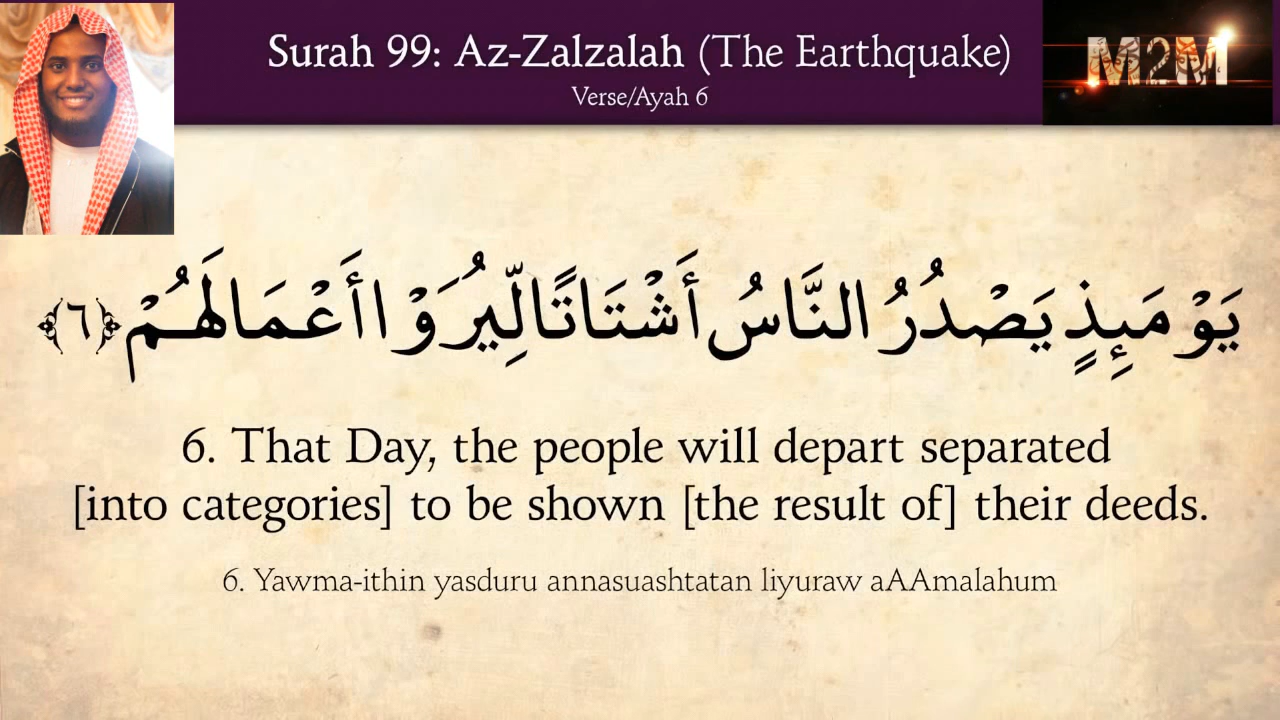 Surah 99: Az-Zalzalah (The Earthquake)
M2M
Verse/Ayah 6
يَوْمَئِذٍ يَصْدُرُ النَّاسُ أَشْتَاتًا لِّيُرَوْا أَعْمَالَهُمْ ﴿٦﴾
6. That Day, the people will depart separated
[into categories] to be shown [the result of] their deeds.
6. Yawma-ithin yasduru annasuashtatan liyuraw aAAmalahum